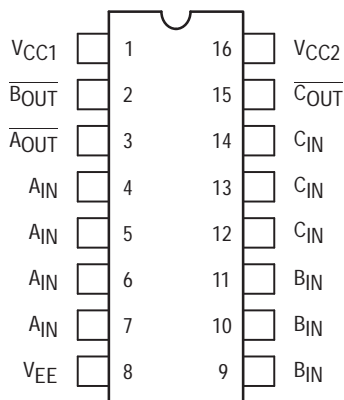 VCC1 1 16 VCC2
BOUT 2 15 COUT
AOUT 3 14 CIN
AIN 4 13 CIN
AIN 5 12 CIN
AIN 6 11 BIN
AIN 7 10 BIN
VEE 8 9 BIN